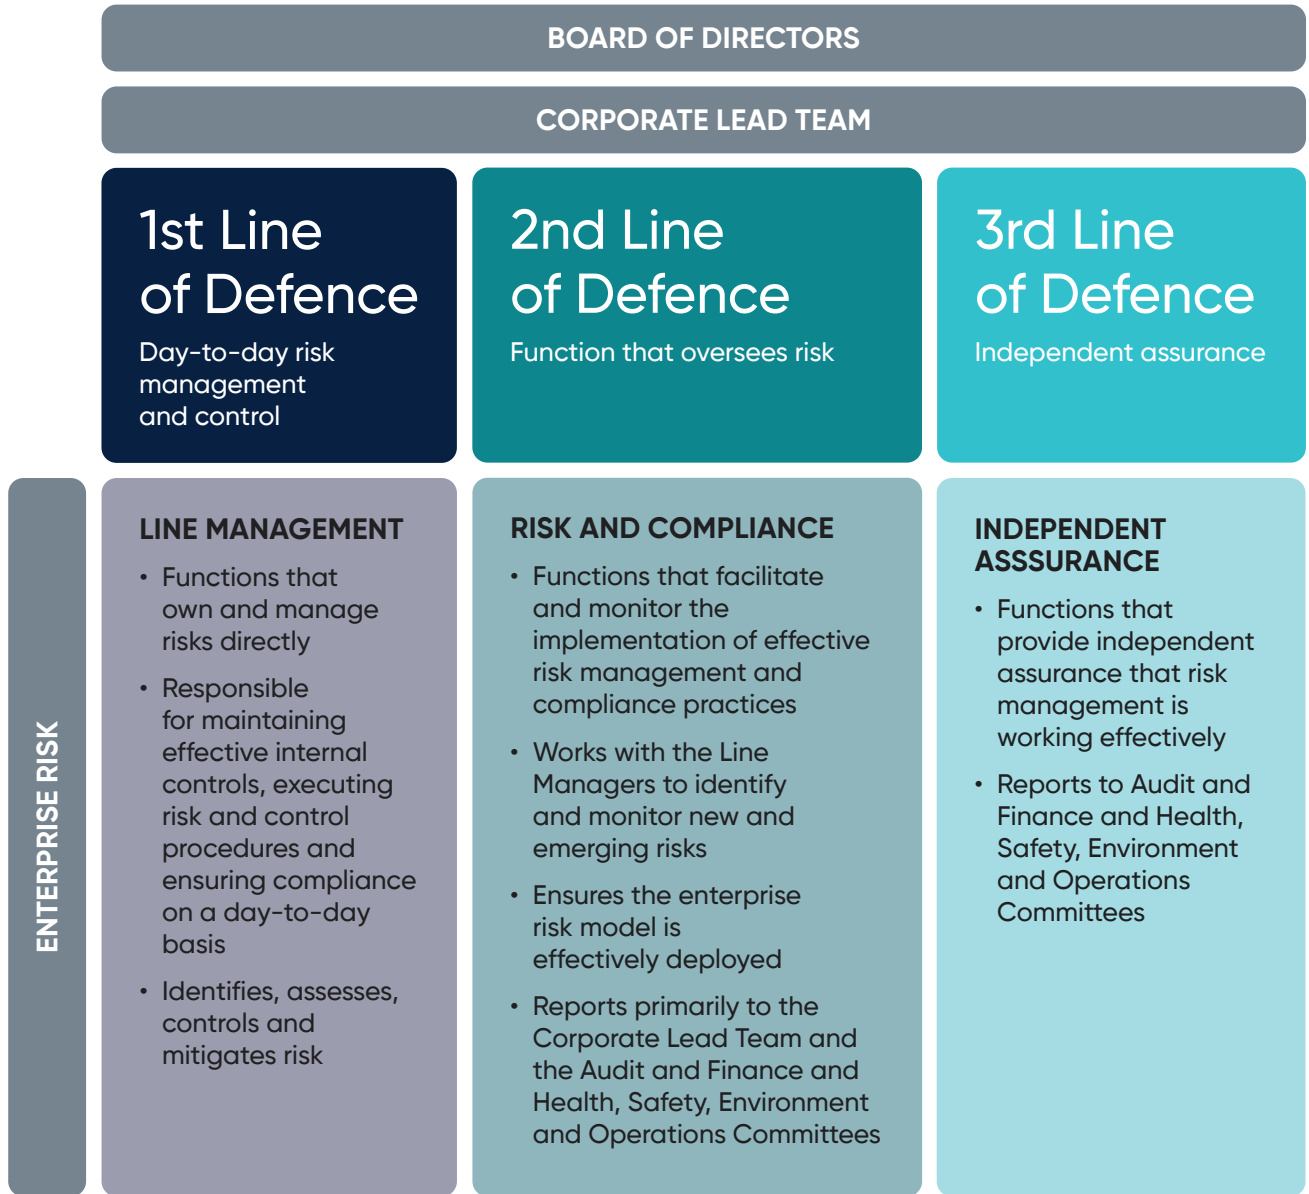 BOARD OF DIRECTORS
CORPORATE LEAD TEAM
1st Line
of Defence
Day-to-day risk
management
and control
2nd Line
of Defence
Function that oversees risk
3rd Line
of Defence
Independent assurance
ENTERPRISE RISK
LINE MANAGEMENT
• Functions that
own and manage
risks directly
• Responsible
for maintaining
effective internal
controls, executing
risk and control
procedures and
ensuring compliance
on a day-to-day
basis
• Identifies, assesses,
controls and
mitigates risk
RISK AND COMPLIANCE
• Functions that facilitate
and monitor the
implementation of effective
risk management and
compliance practices
• Works with the Line
Managers to identify
and monitor new and
emerging risks
• Ensures the enterprise
risk model is
effectively deployed
• Reports primarily to the
Corporate Lead Team and
the Audit and Finance and
Health, Safety, Environment
and Operations Committees
INDEPENDENT
ASSSURANCE
• Functions that
provide independent
assurance that risk
management is
working effectively
• Reports to Audit and
Finance and Health,
Safety, Environment
and Operations
Committees